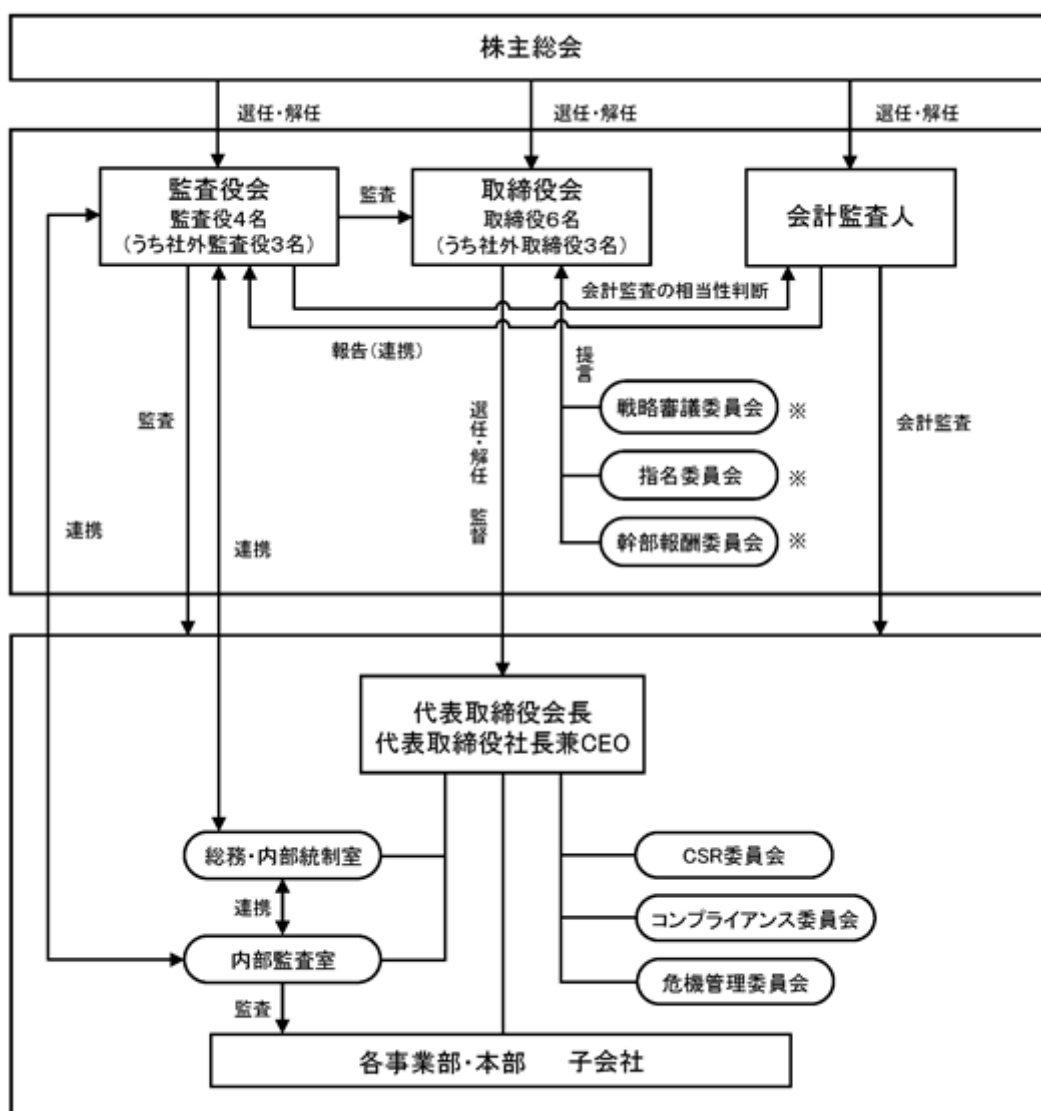 株主総会
選任・解任
選任・解任
選任・解任
監査役会
監査役4名
(うち社外監査役3名)
監査
取締役会
取締役6名
(うち社外取締役3名)
会計監査人
会計監査の相当性判断
報告(連携)
提言
戦略審議委員会 ※
指名委員会 ※
幹部報酬委員会 ※
監査
選任・解任 監督
会計監査
連携
連携
代表取締役会長
代表取締役社長兼CEO
総務・内部統制室
連携
内部監査室
監査
CSR委員会
コンプライアンス委員会
危機管理委員会
各事業部・本部 子会社